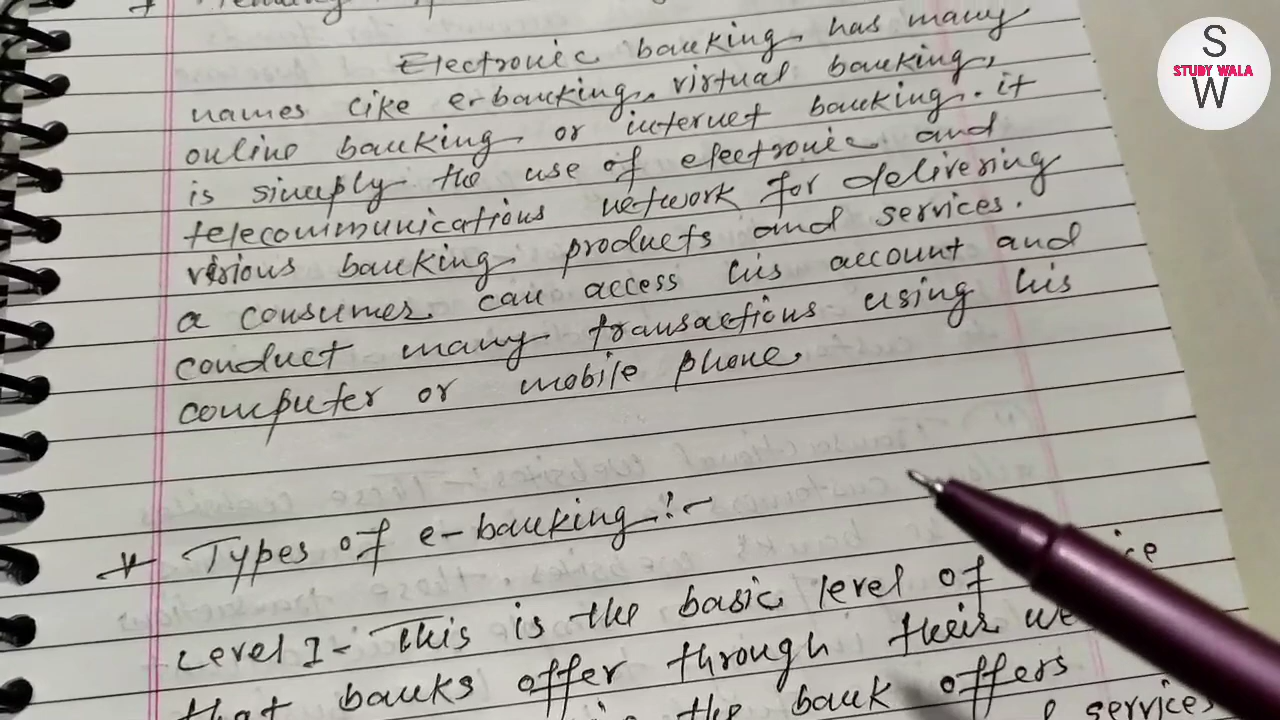 Electronic banking has many
names like e-banking, virtual banking,
online banking or internet banking. it
is simply the use of electronic and
telecommunications network for delivering
various banking products and services.
a consumer can access his account and
conduct many transactions using his
computer or mobile phone.
* Types of e-banking:-
Level I - This is the basic level of
that banks offer through their
the bank offers
services
S
STUDY WALA
W